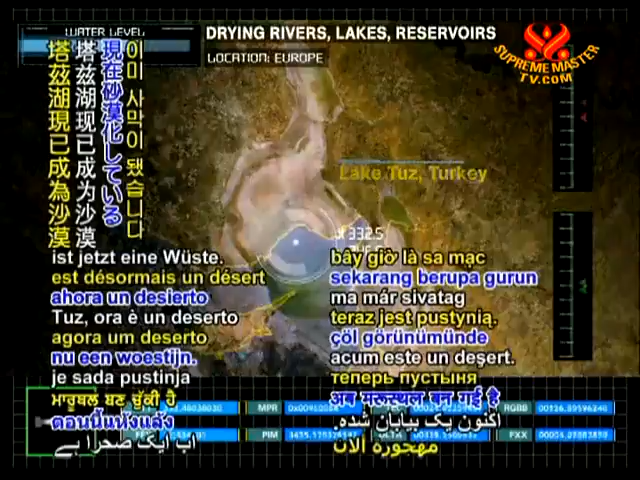 WATER LEVEL
DRYING RIVERS, LAKES, RESERVOIRS
LOCATION: EUROPE
SUPREME MASTER
TV.COM
塔茲湖現已成為沙漠
塔兹湖现已成为沙漠
現在砂漠化している
이미 사막이 됐습니다
Lake Tuz, Turkey
X 332.5
ist jetzt eine Wüste.
est désormais un désert
ahora un desierto
Tuz, ora è un deserto
agora um deserto
nu een woestijn.
je sada pustinja
ਮਾਰੂਥਲ ਬਣ ਚੁੱਕੀ ਹੈ
ตอนนี้แห้งแล้ง
اب ایک صحرا ہے
bây giờ là sa mạc
sekarang berupa gurun
ma már sivatag
teraz jest pustynią.
çöl görünümünde
acum este un deşert.
теперь пустыня
अब मरूस्थल बन गई है
اکنون یک بیابان شده.
مهجورة الآن
MPR
RGBB
PIM
FXX